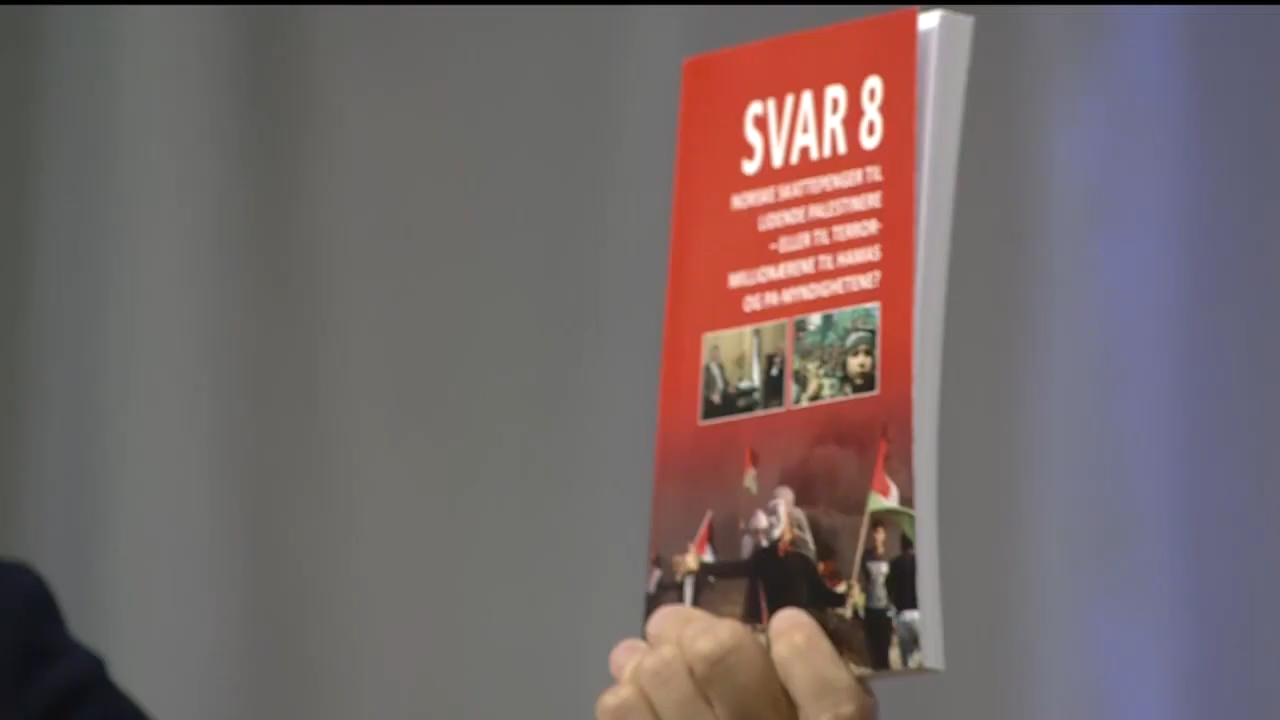 SVAR 8
NORSKE SKATTEPENGER TIL
LIDENDE PALESTINERE
– ELLER TIL TERROR-
MILLIONÆRENE TIL HAMAS
OG PA-MYNDIGHETENE?